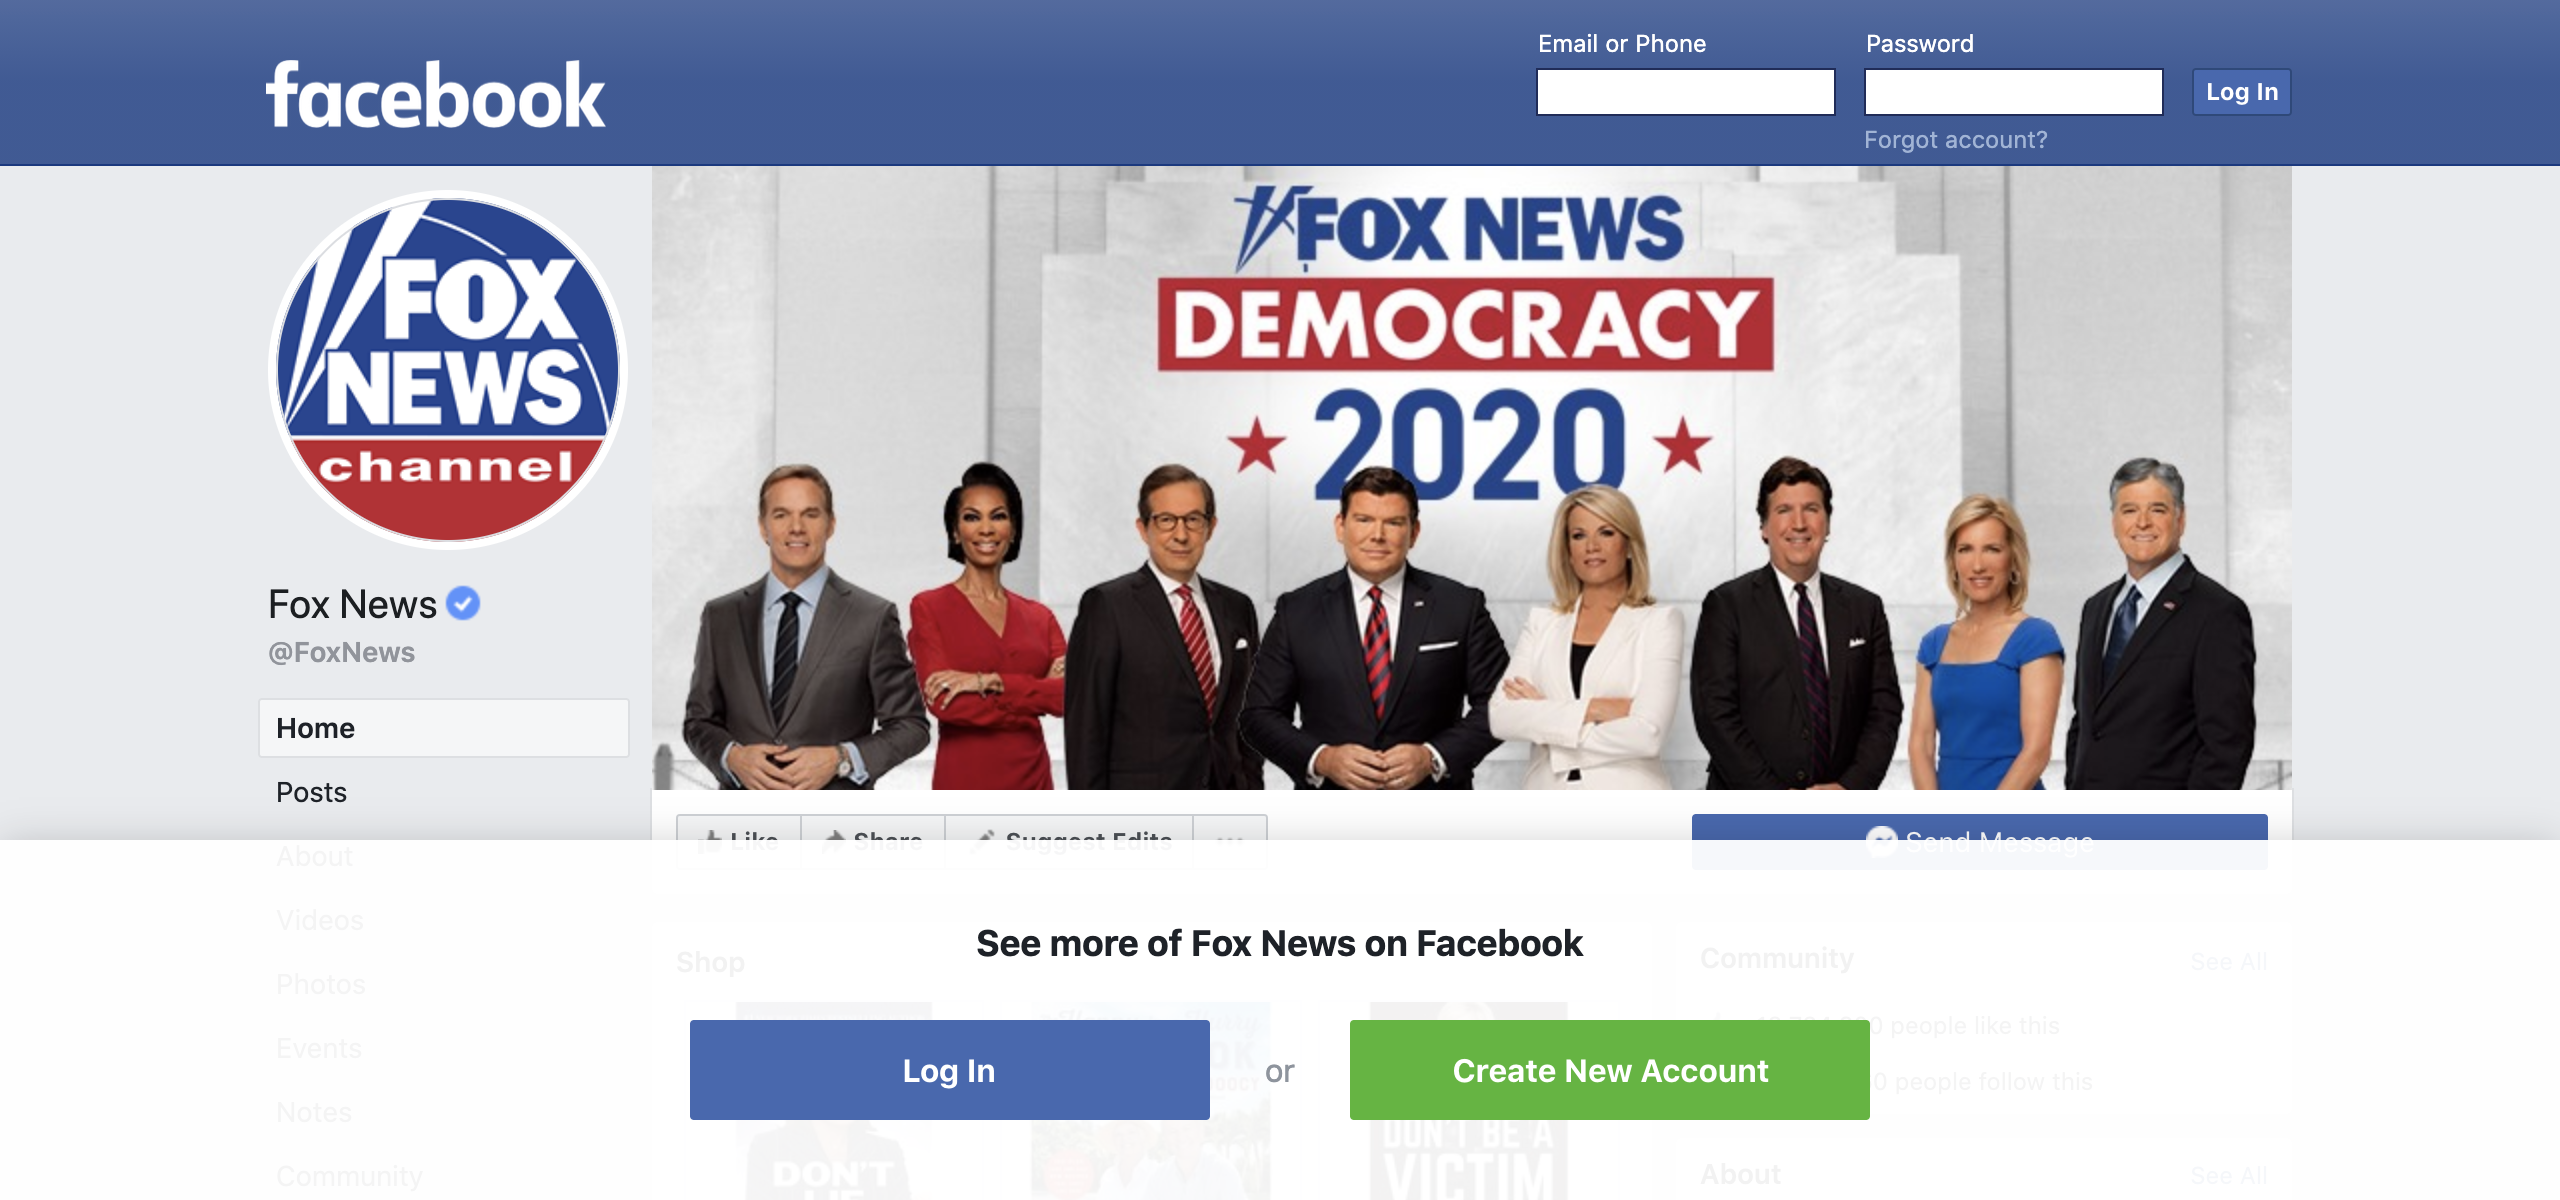 facebook
Email or Phone
Password
Log In
Forgot account?
FOX
NEWS
channel
Fox News
@FoxNews
Home
Posts
About
Videos
Photos
Events
Notes
Community
FOX NEWS
DEMOCRACY
2020
Like
Share
Suggest Edits
Send Message
See more of Fox News on Facebook
Log In
or
Create New Account
Shop
DON'T
LIE
DON'T BE A
VICTIM
Community
See All
people like this
people follow this
About
See All